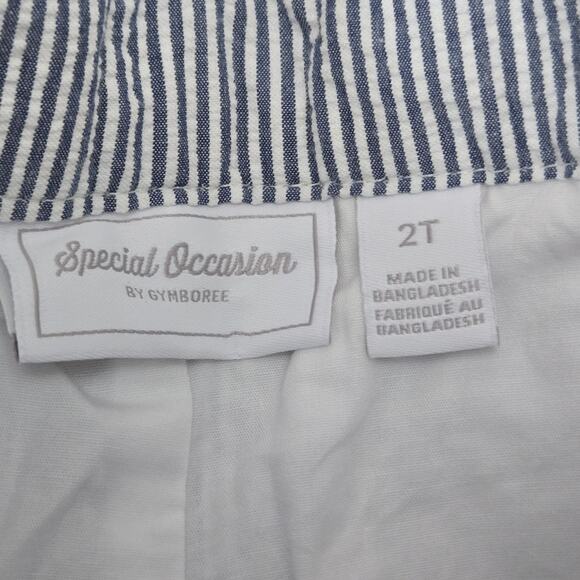 Special Occasion
BY GYMBOREE
2T
MADE IN
BANGLADESH
FABRIQUÉ AU
BANGLADESH